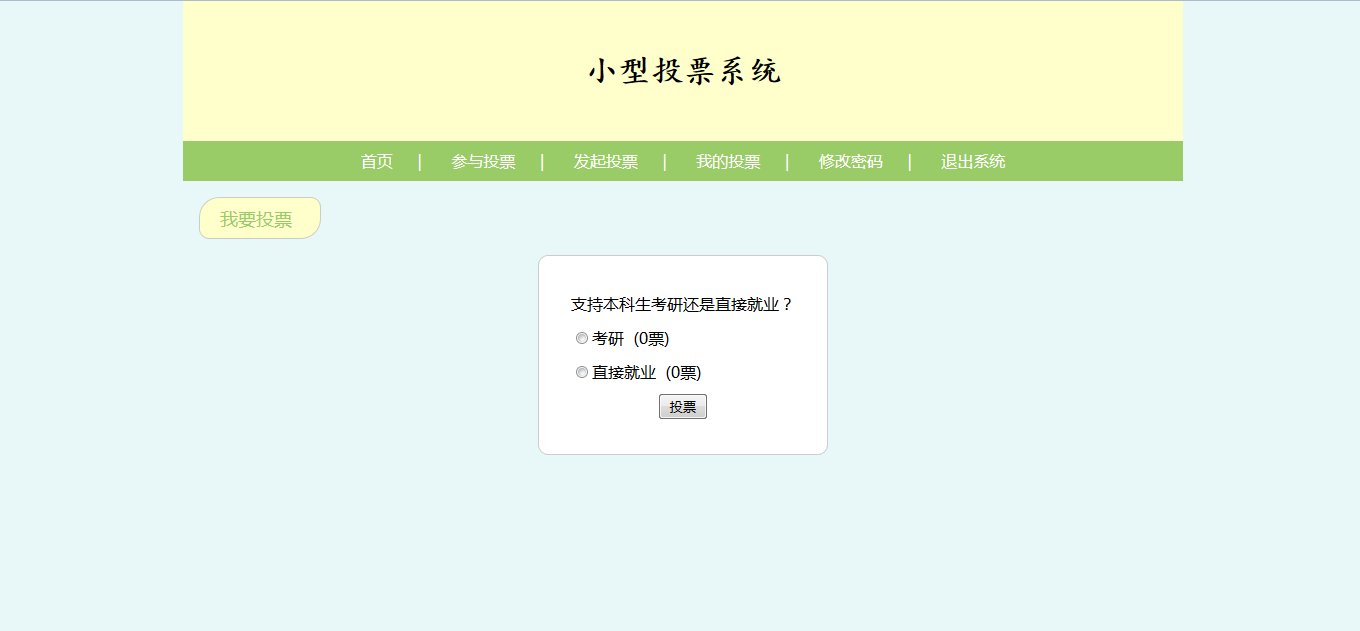 小型投票系统
首页 | 参与投票 | 发起投票 | 我的投票 | 修改密码 | 退出系统
我要投票
支持本科生考研还是直接就业？
考研 (0票)
直接就业 (0票)
投票